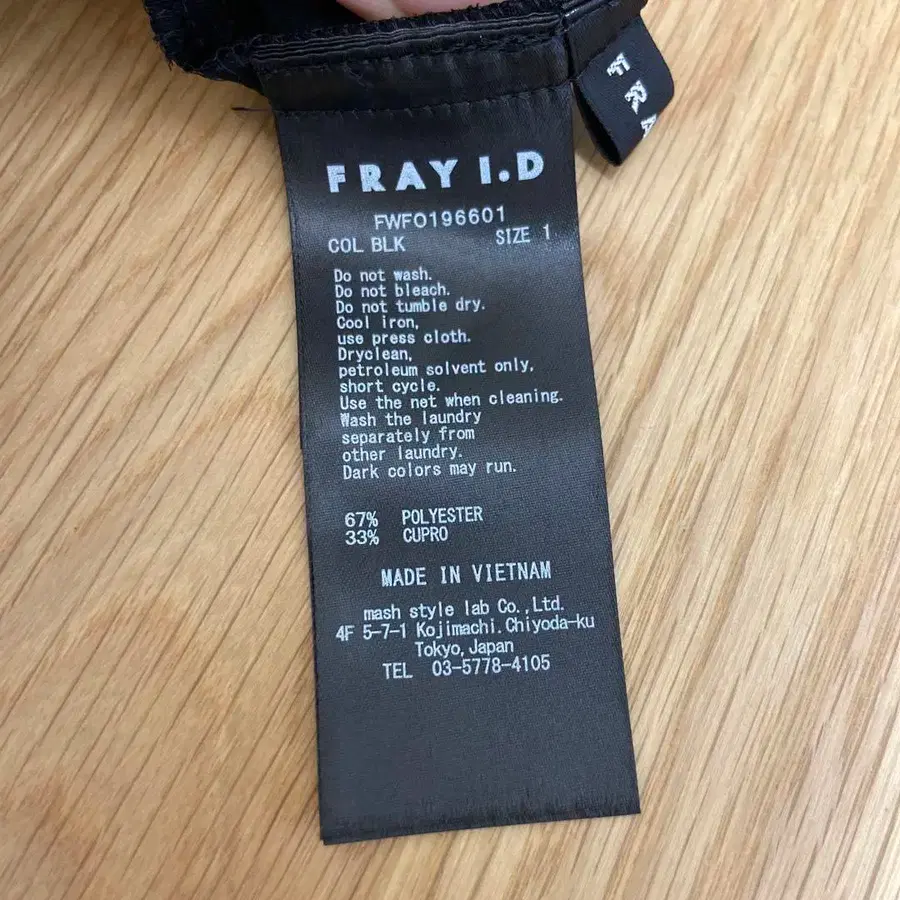 FRA
FRAY I.D
FWFO196601
COL BLK SIZE 1
Do not wash.
Do not bleach.
Do not tumble dry.
Cool iron,
use press cloth.
Dryclean,
petroleum solvent only,
short cycle.
Use the net when cleaning.
Wash the laundry
separately from
other laundry.
Dark colors may run.
67% POLYESTER
33% CUPRO
MADE IN VIETNAM
mash style lab Co.,Ltd.
4F 5-7-1 Kojimachi.Chiyoda-ku
Tokyo,Japan
TEL 03-5778-4105